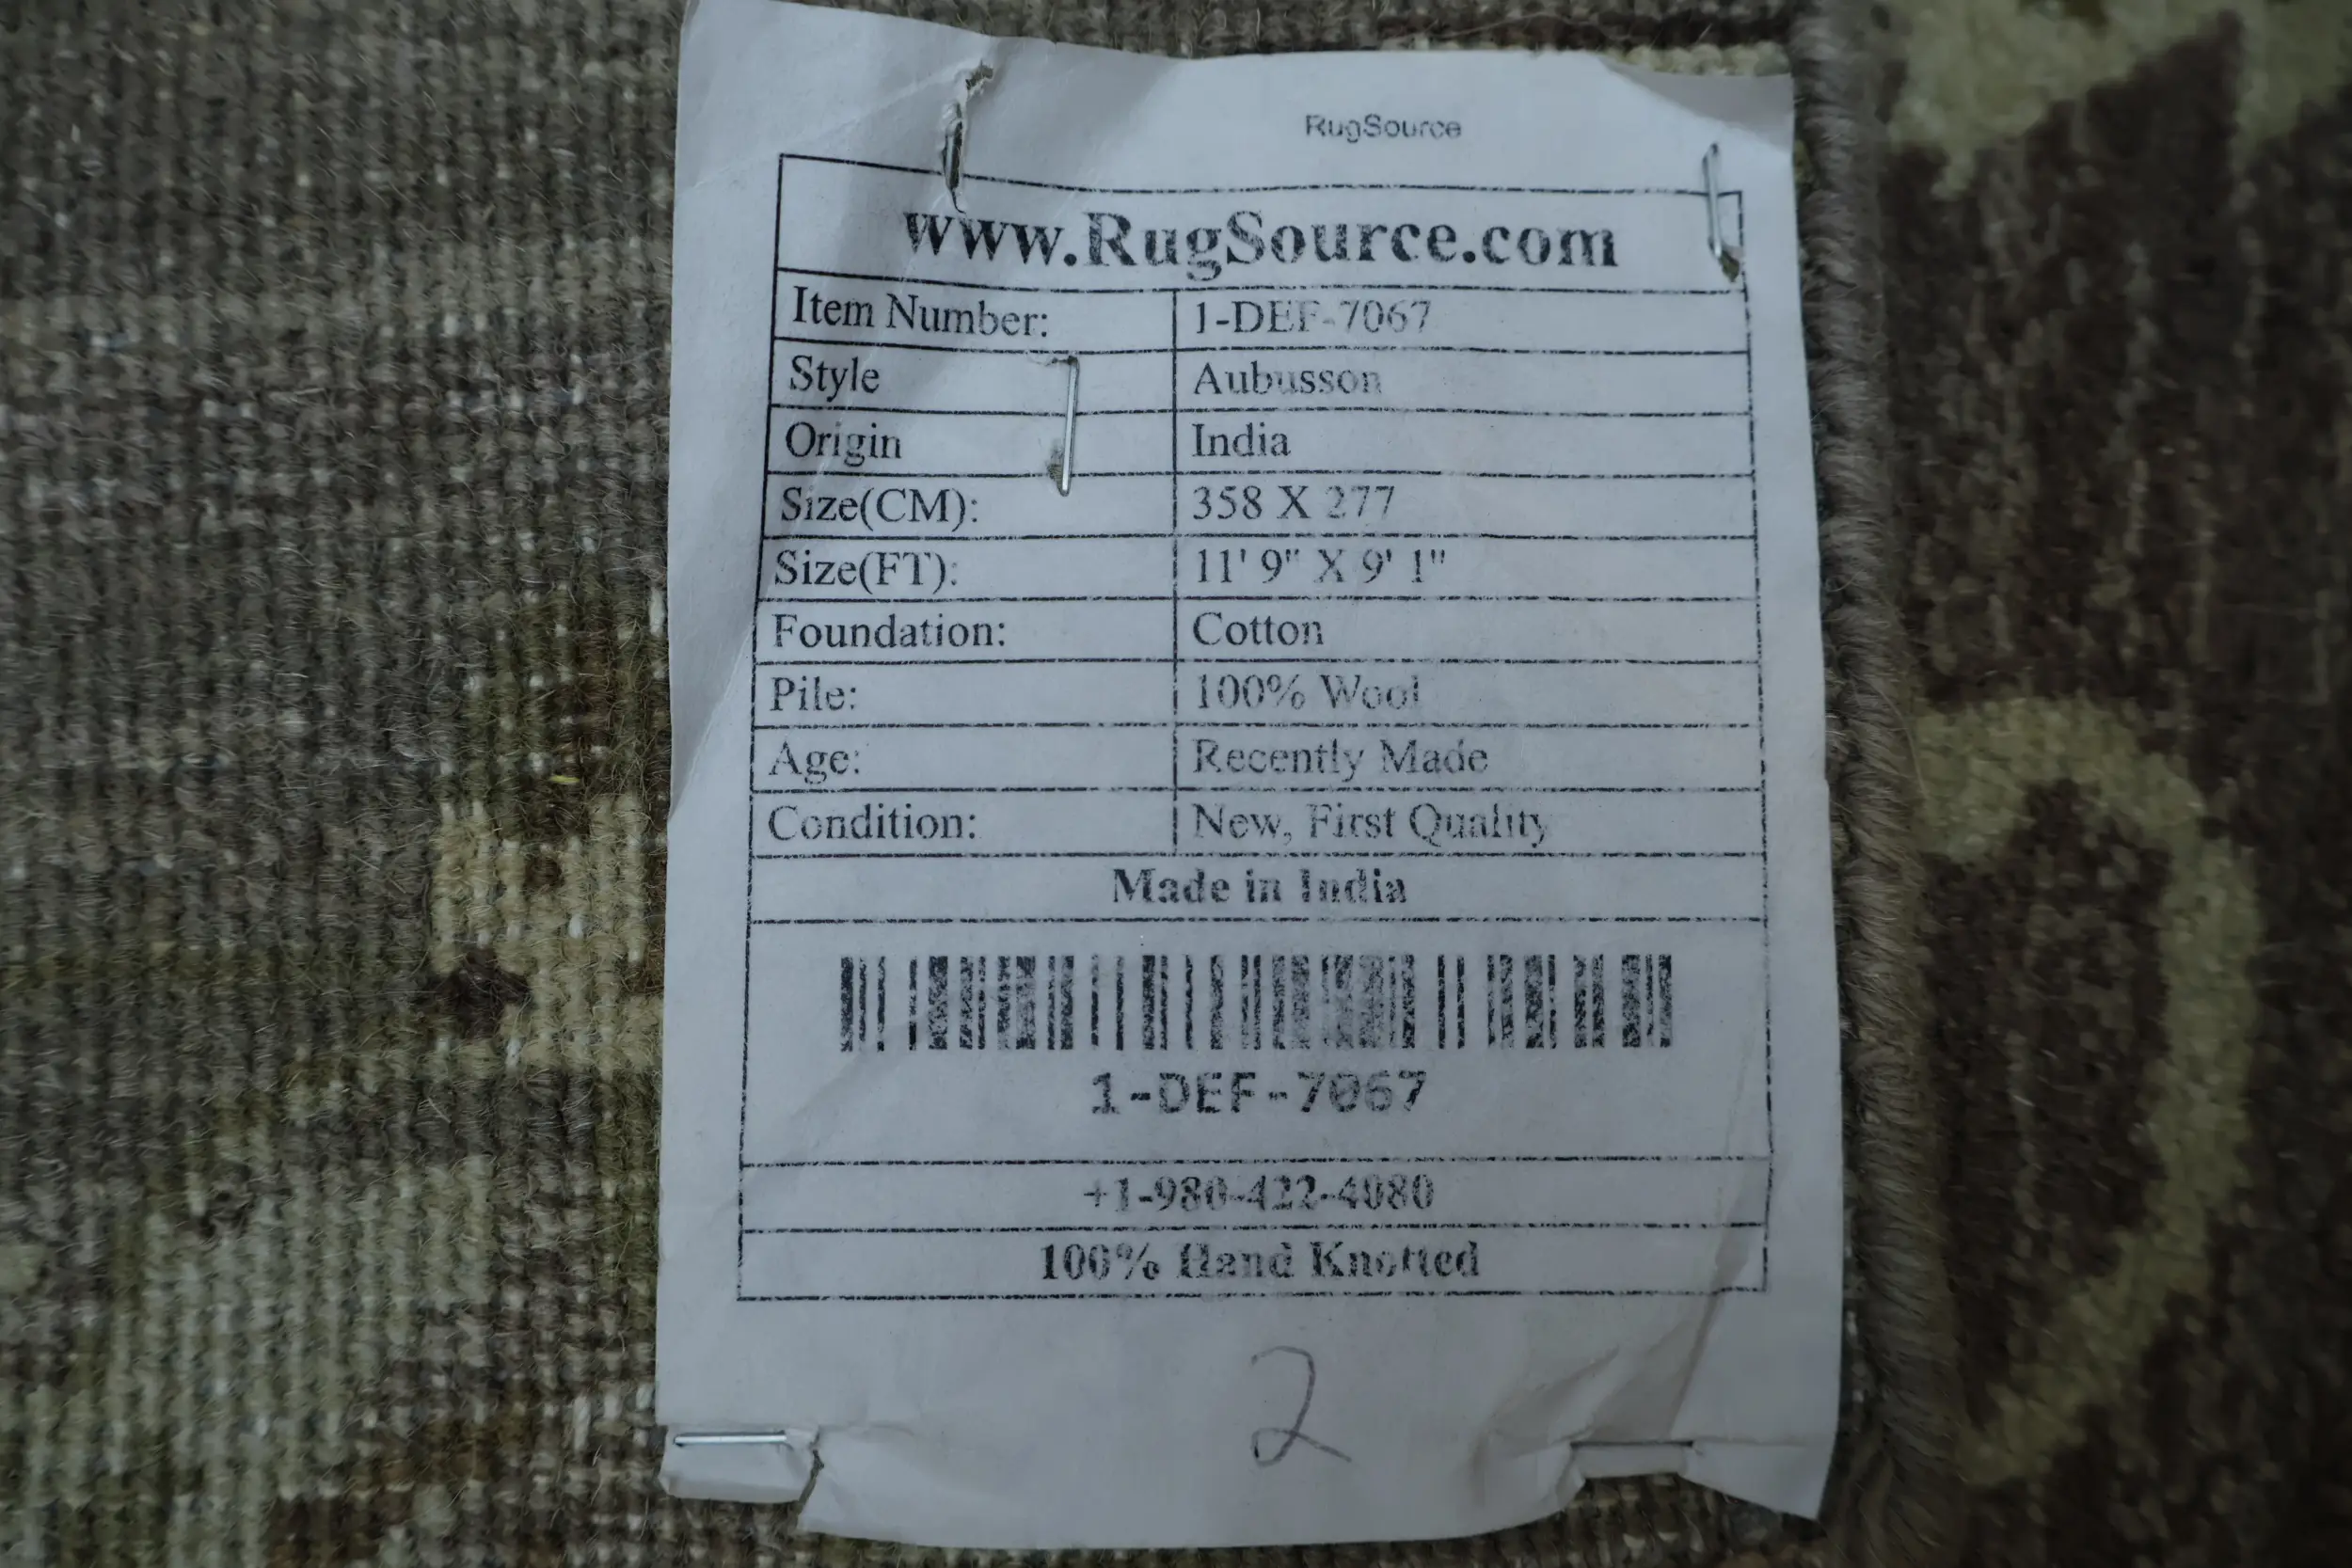 RugSource
www.RugSource.com
Item Number: 1-DEF-7067
Style Aubusson
Origin India
Size(CM): 358 X 277
Size(FT): 11' 9" X 9' 1"
Foundation: Cotton
Pile: 100% Wool
Age: Recently Made
Condition: New, First Quality
Made in India
1-DEF-7067
+1-980-422-4080
100% Hand Knotted
2